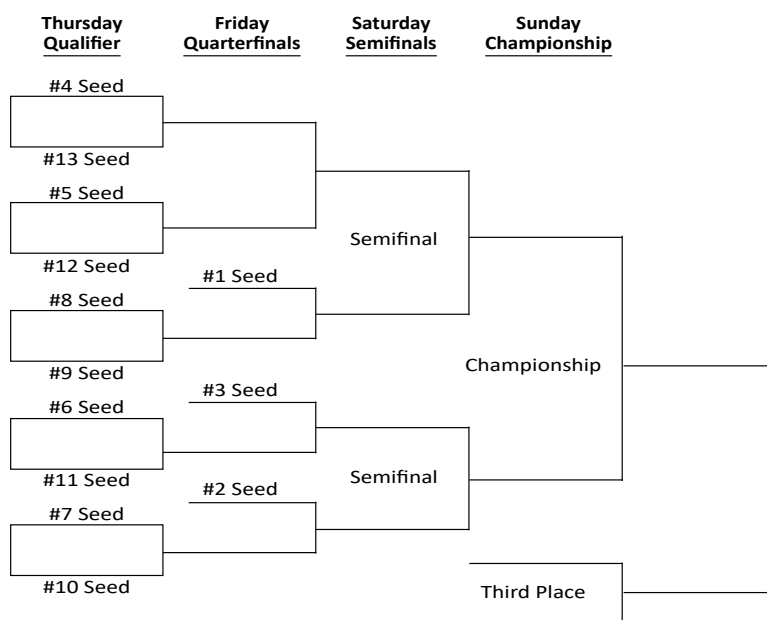 Thursday
Qualifier
Friday
Quarterfinals
Saturday
Semifinals
Sunday
Championship
#4 Seed
#13 Seed
#5 Seed
Semifinal
#12 Seed
#1 Seed
#8 Seed
Championship
#9 Seed
#3 Seed
#6 Seed
#11 Seed
Semifinal
#2 Seed
#7 Seed
#10 Seed
Third Place